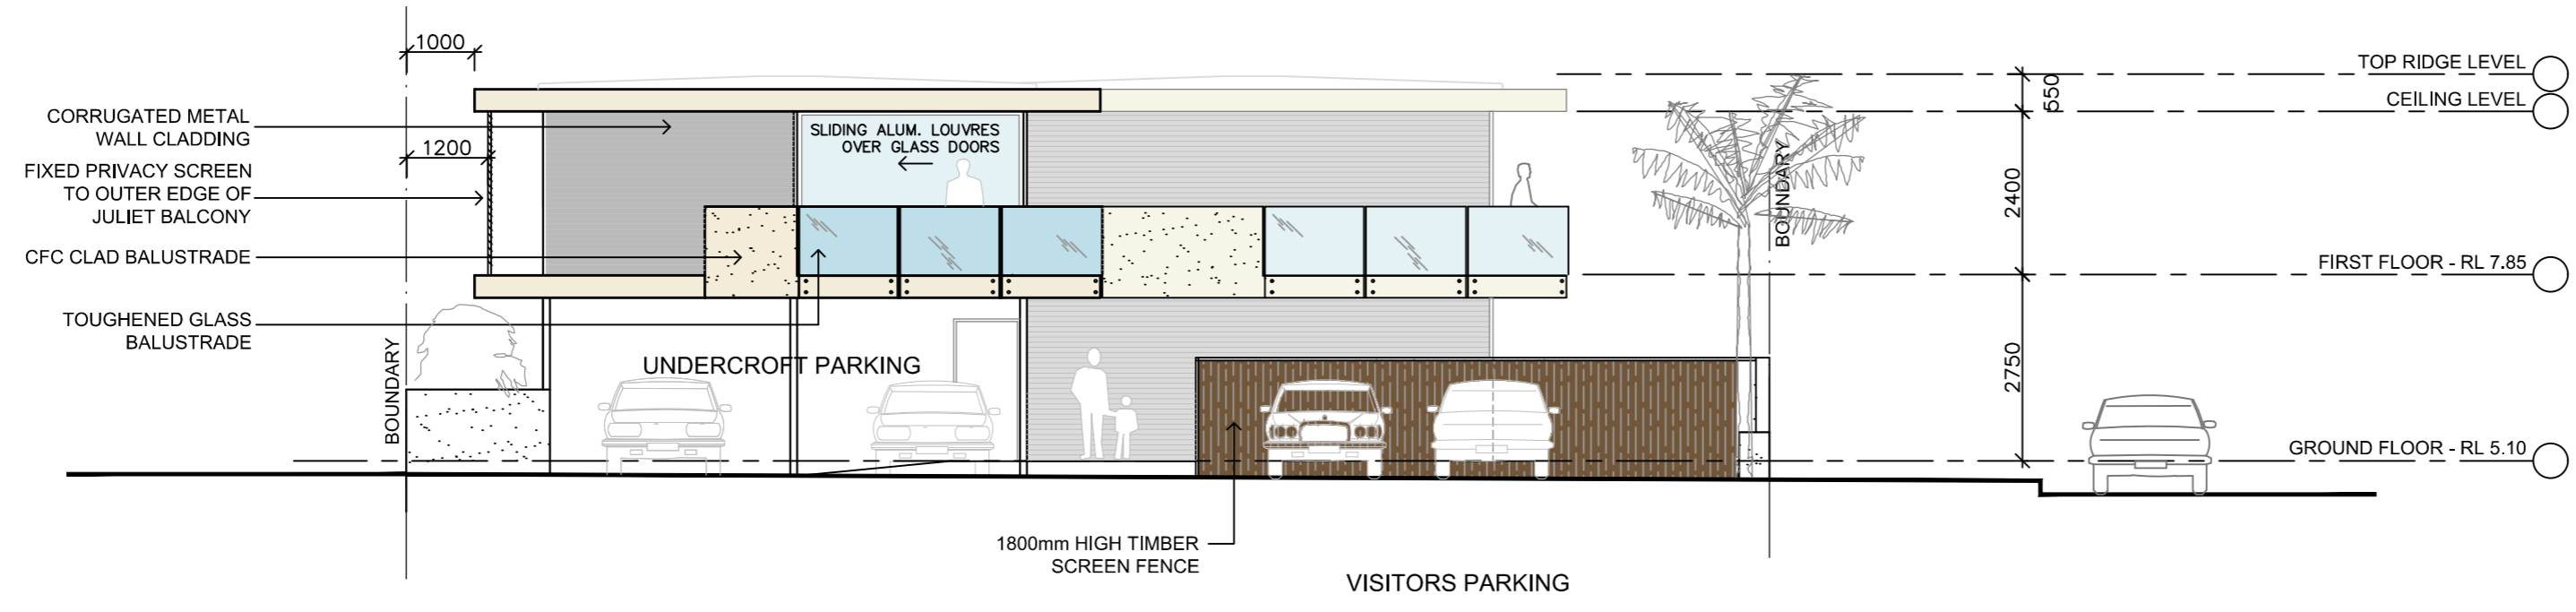 1000
TOP RIDGE LEVEL
550
CEILING LEVEL
CORRUGATED METAL
WALL CLADDING
SLIDING ALUM. LOUVRES
OVER GLASS DOORS
1200
FIXED PRIVACY SCREEN
TO OUTER EDGE OF
JULIET BALCONY
BOUNDARY
2400
CFC CLAD BALUSTRADE
FIRST FLOOR - RL 7.85
TOUGHENED GLASS
BALUSTRADE
BOUNDARY
UNDERCROFT PARKING
2750
GROUND FLOOR - RL 5.10
1800mm HIGH TIMBER
SCREEN FENCE
VISITORS PARKING